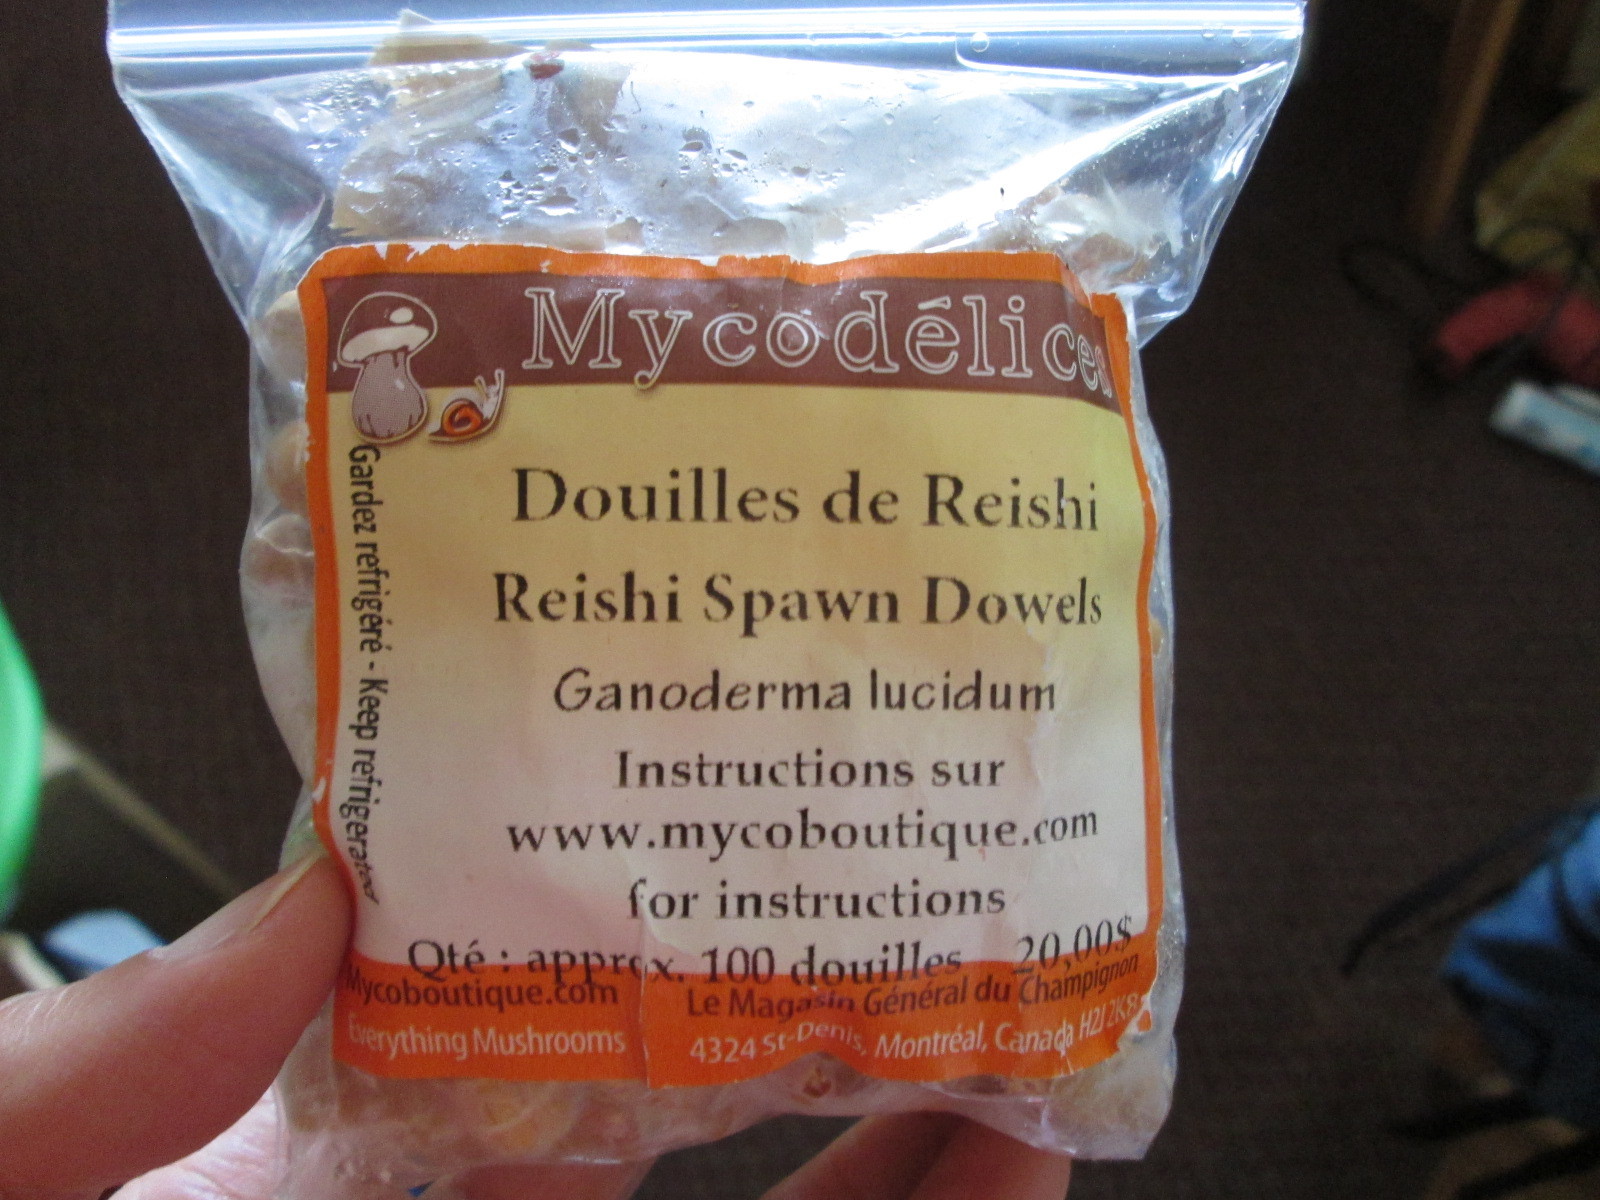 Mycodélices
Gardez refrigéré - Keep refrigerated
Douilles de Reishi
Reishi Spawn Dowels
Ganoderma lucidum
Instructions sur
www.mycoboutique.com
for instructions
Qté : approx. 100 douilles 20,00$
Mycoboutique.com
Everything Mushrooms
Le Magasin Général du Champignon
4324 St-Denis, Montréal, Canada H2J 2K8